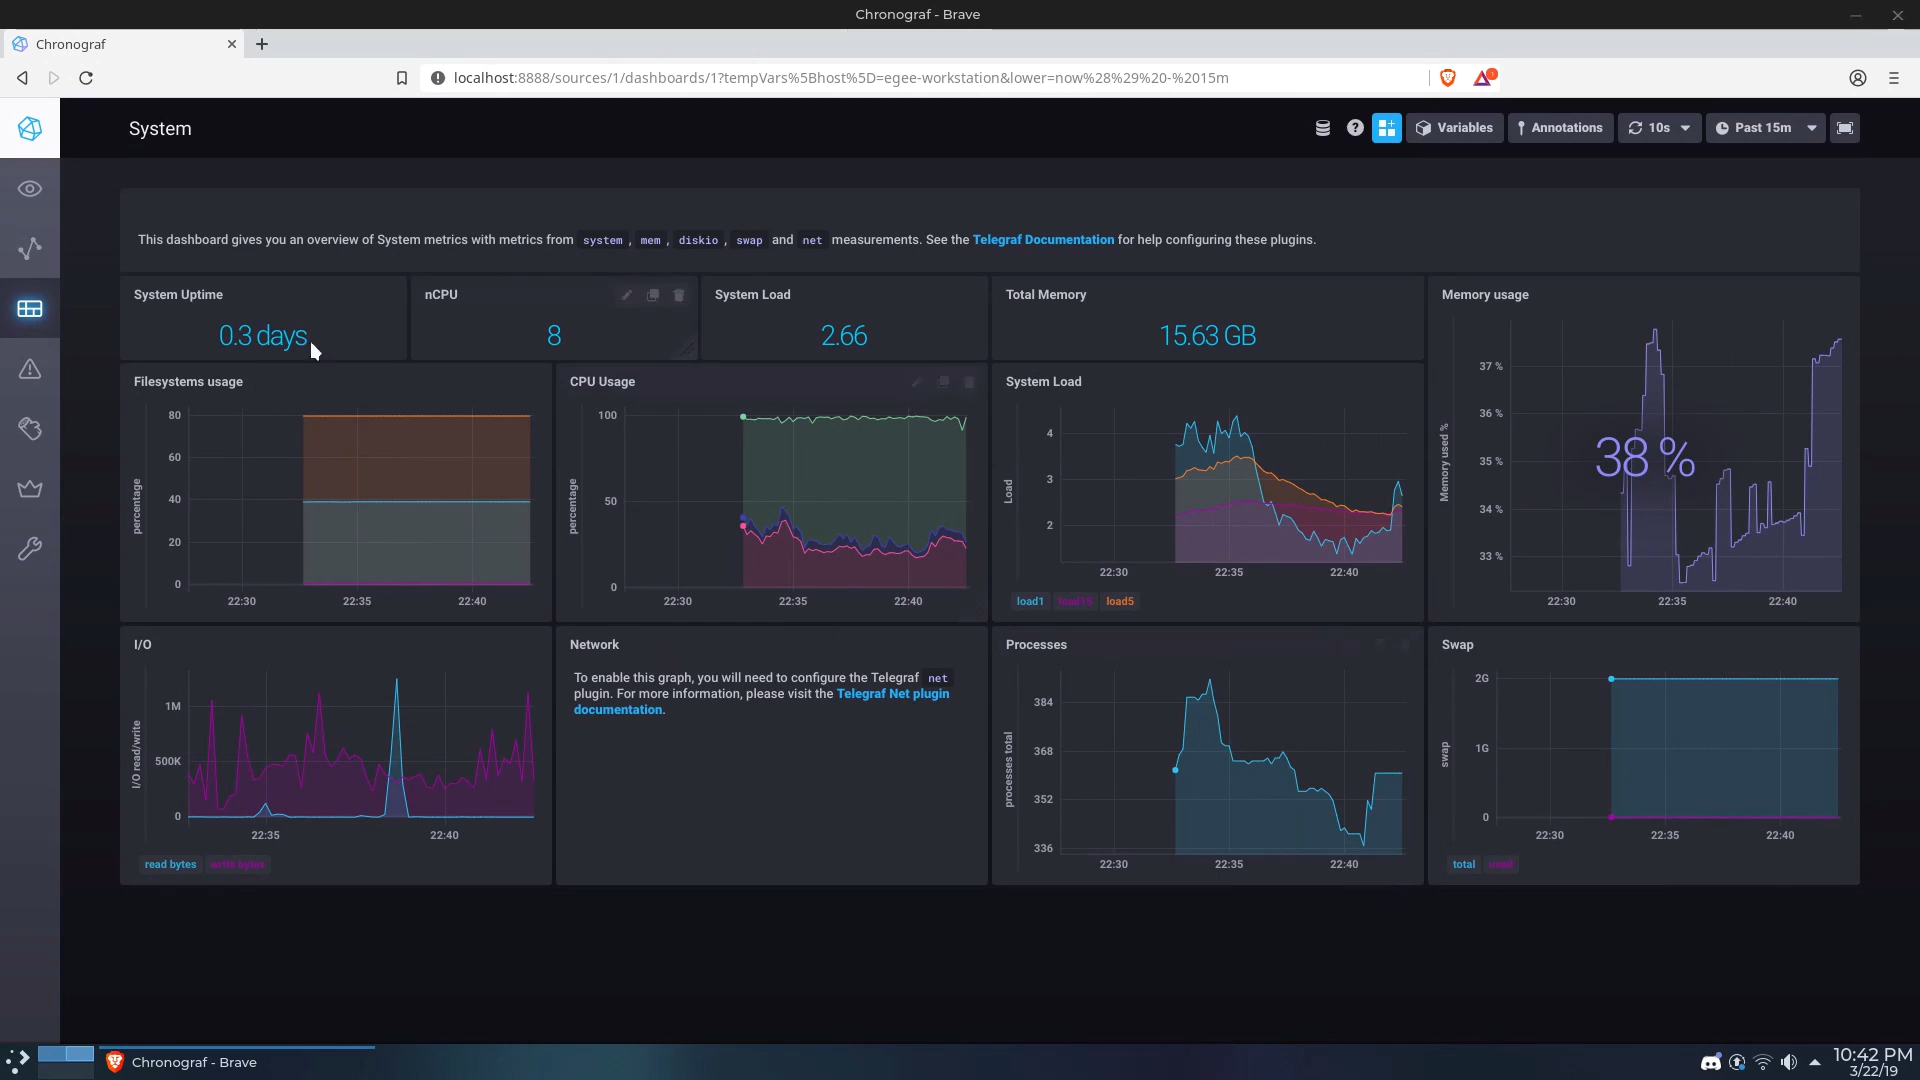 Chronograf - Brave
Chronograf
localhost:8888/sources/1/dashboards/1?tempVars%5Bhost%5D=egee-workstation&lower=now%28%29%20-%2015m
System
Variables
Annotations
10s
Past 15m
This dashboard gives you an overview of System metrics with metrics from system , mem , diskio , swap and net measurements. See the Telegraf Documentation for help configuring these plugins.
System Uptime
0.3 days
nCPU
8
System Load
2.66
Total Memory
15.63 GB
Memory usage
Memory used %
37 %
36 %
35 %
34 %
33 %
38 %
22:30 22:35 22:40
Filesystems usage
percentage
80
60
40
20
0
22:30 22:35 22:40
CPU Usage
percentage
100
50
0
22:30 22:35 22:40
System Load
Load
4
3
2
22:30 22:35 22:40
load1 load15 load5
I/O
I/O read/write
1M
500K
0
22:35 22:40
read bytes write bytes
Network
To enable this graph, you will need to configure the Telegraf net
plugin. For more information, please visit the Telegraf Net plugin
documentation.
Processes
processes total
384
368
352
336
22:30 22:35 22:40
Swap
swap
2G
1G
0
22:30 22:35 22:40
total used
Chronograf - Brave
10:42 PM
3/22/19